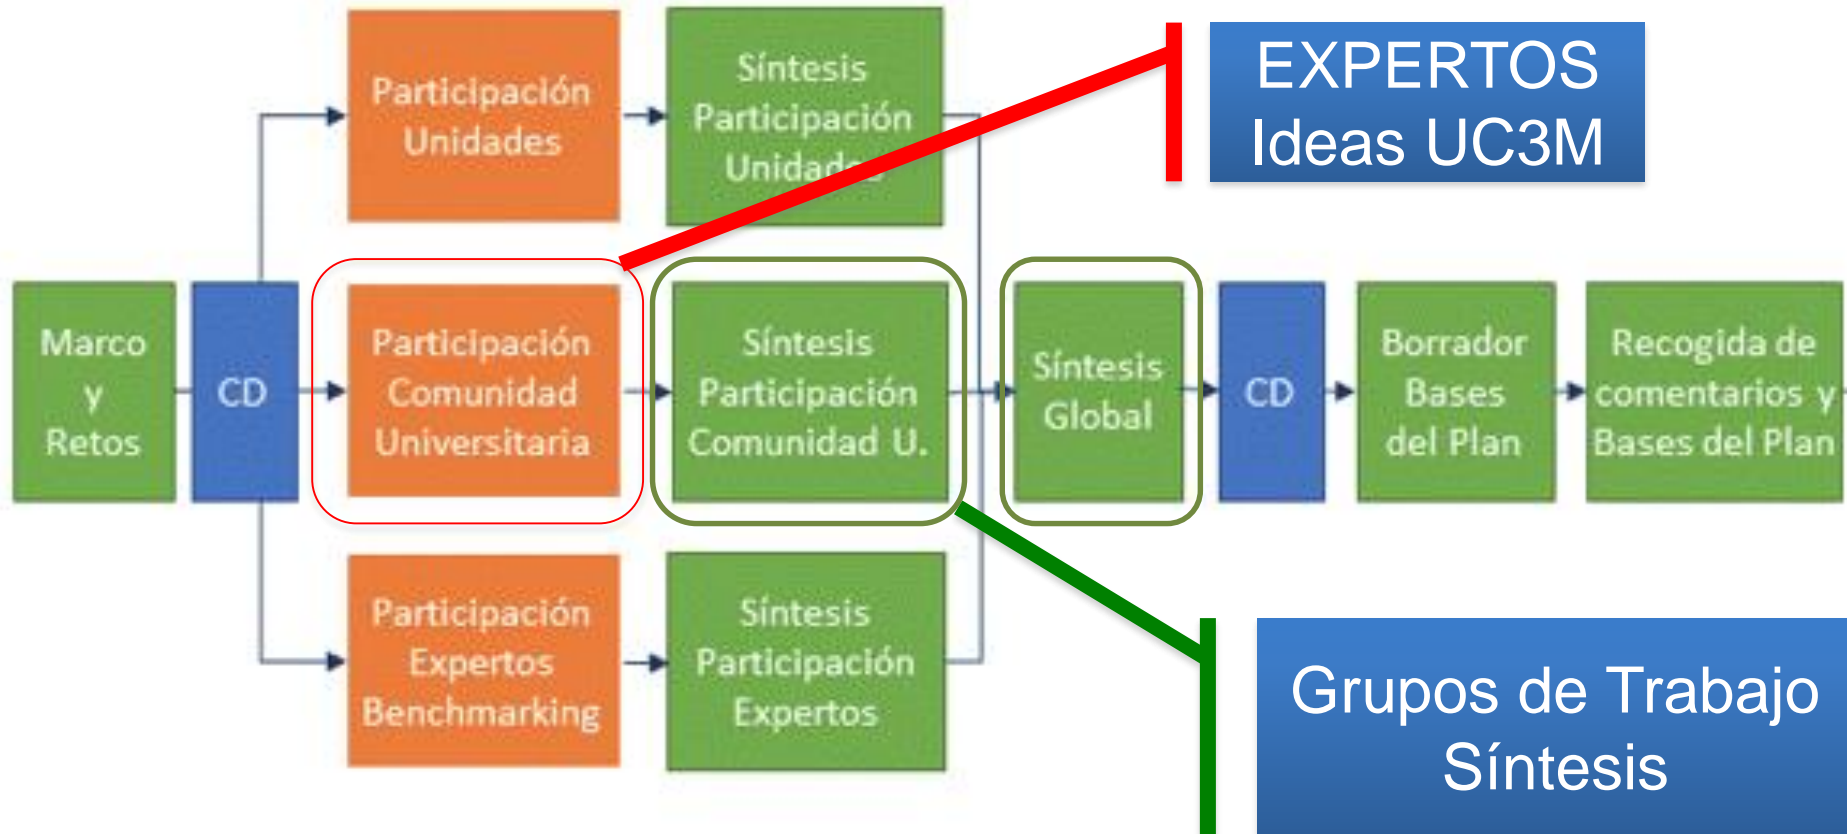 Participación
Unidades
Síntesis
Participación
Unidades
EXPERTOS
Ideas UC3M
Marco
y
Retos
CD
Participación
Comunidad
Universitaria
Síntesis
Participación
Comunidad U.
Síntesis
Global
CD
Borrador
Bases
del Plan
Recogida de
comentarios y
Bases del Plan
Participación
Expertos
Benchmarking
Síntesis
Participación
Expertos
Grupos de Trabajo
Síntesis